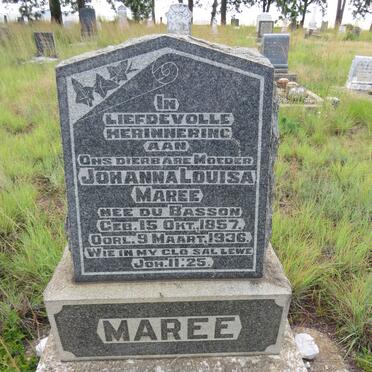 IN
LIEFDEVOLLE
HERINNERING
AAN
ONS DIERBARE MOEDER
JOHANNA LOUISA
MAREE
NEE DU BASSON
GEB. 15 OKT. 1857.
OORL. 9 MAART. 1936.
WIE IN MY GLO SAL LEWE
JOH. 11:25.
MAREE